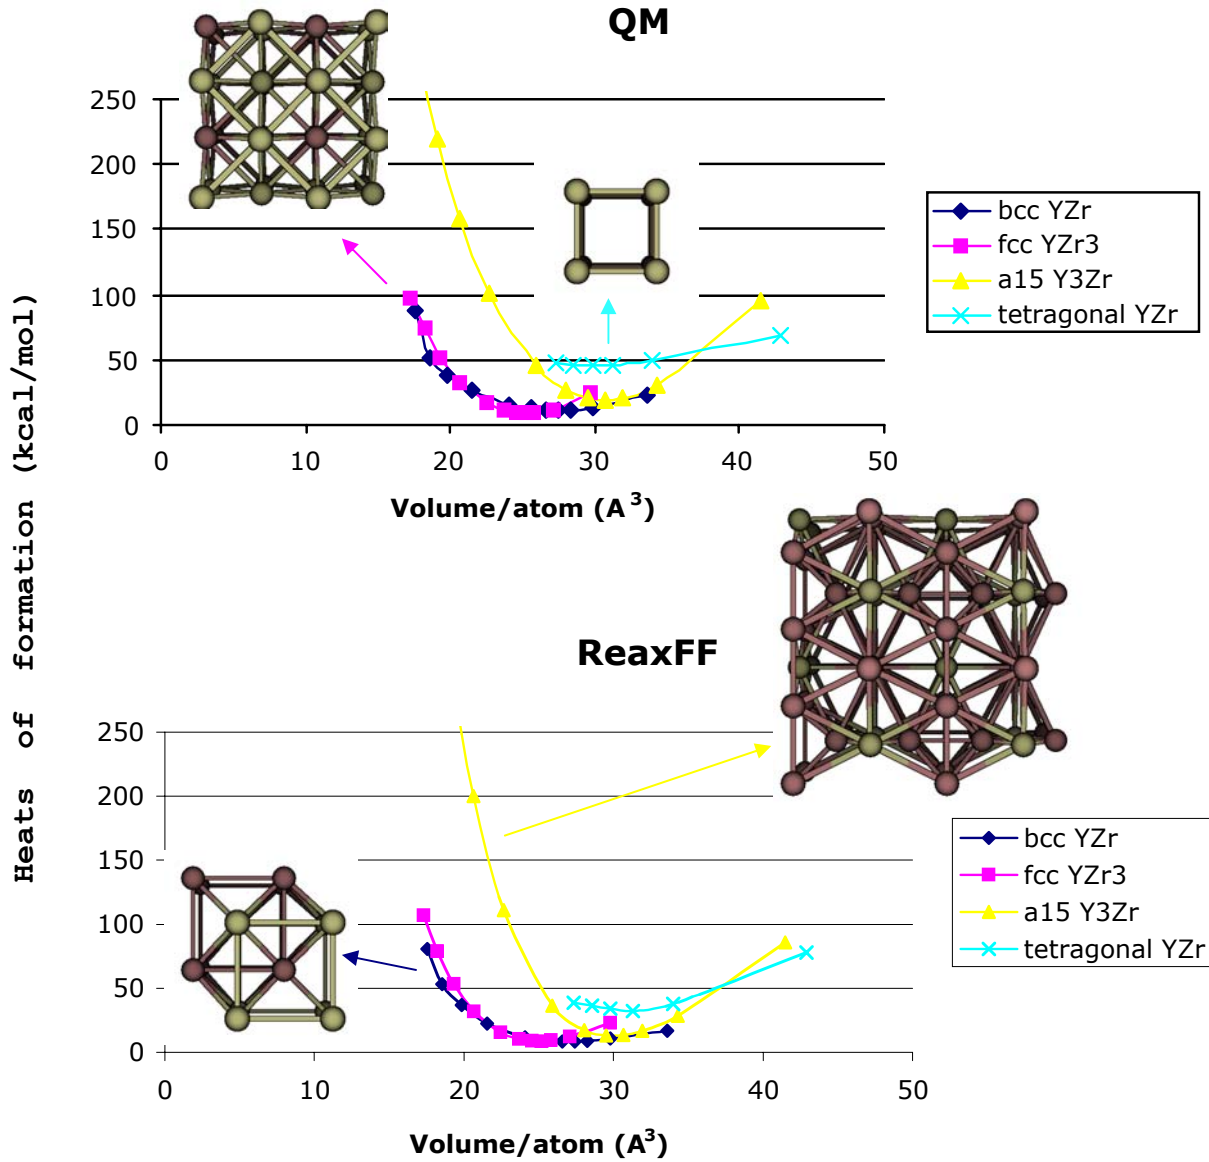 QM
250
200
150
100
50
0
0 10 20 30 40 50
Volume/atom (A³)
bcc YZr
fcc YZr3
a15 Y3Zr
tetragonal YZr
Heats of formation (kcal/mol)
ReaxFF
250
200
150
100
50
0
0 10 20 30 40 50
Volume/atom (A³)
bcc YZr
fcc YZr3
a15 Y3Zr
tetragonal YZr